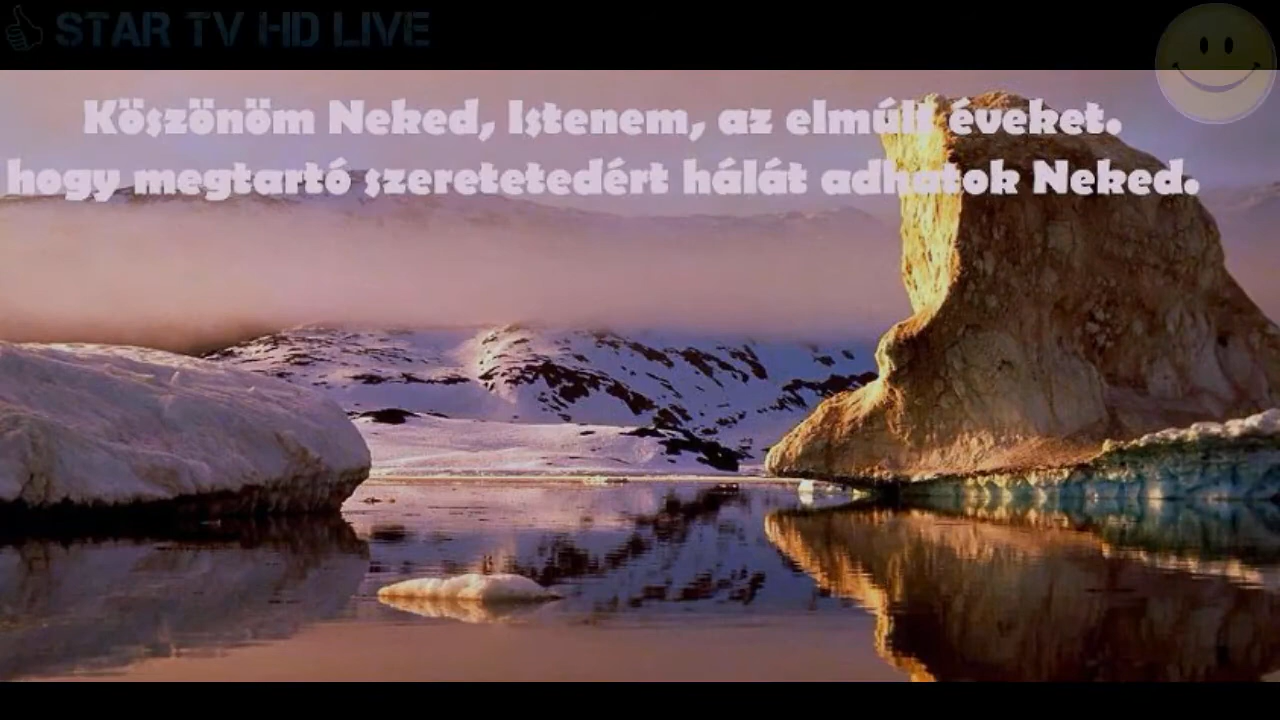 STAR TV HD LIVE
Köszönöm Neked, Istenem, az elmúlt éveket.
hogy megtartó szeretetedért hálát adhatok Neked.